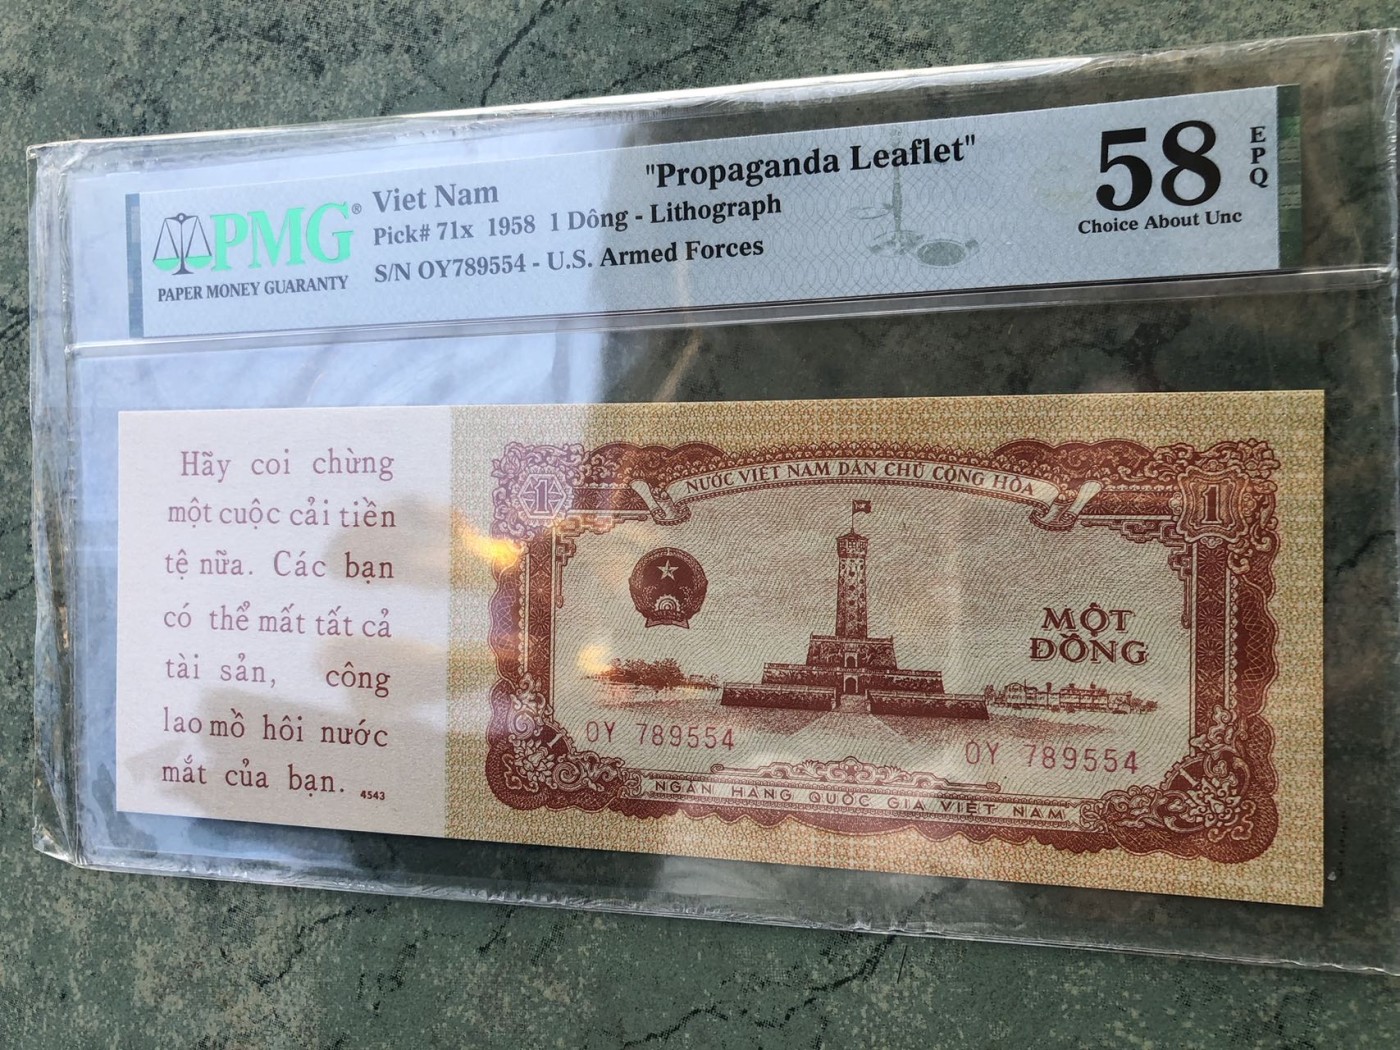 "Propaganda Leaflet"
PMG®
PAPER MONEY GUARANTY
Viet Nam
Pick# 71x 1958 1 Dông - Lithograph
S/N OY789554 - U.S. Armed Forces
58
EPQ
Choice About Unc
Hãy coi chừng
một cuộc cải tiền
tệ nữa. Các bạn
có thể mất tất cả
tài sản, công
lao mồ hôi nước
mắt của bạn. 4543
NƯỚC VIỆT NAM DÂN CHỦ CỘNG HÒA
1
1
MỘT
ĐỒNG
OY 789554
OY 789554
NGÂN HÀNG QUỐC GIA VIỆT NAM